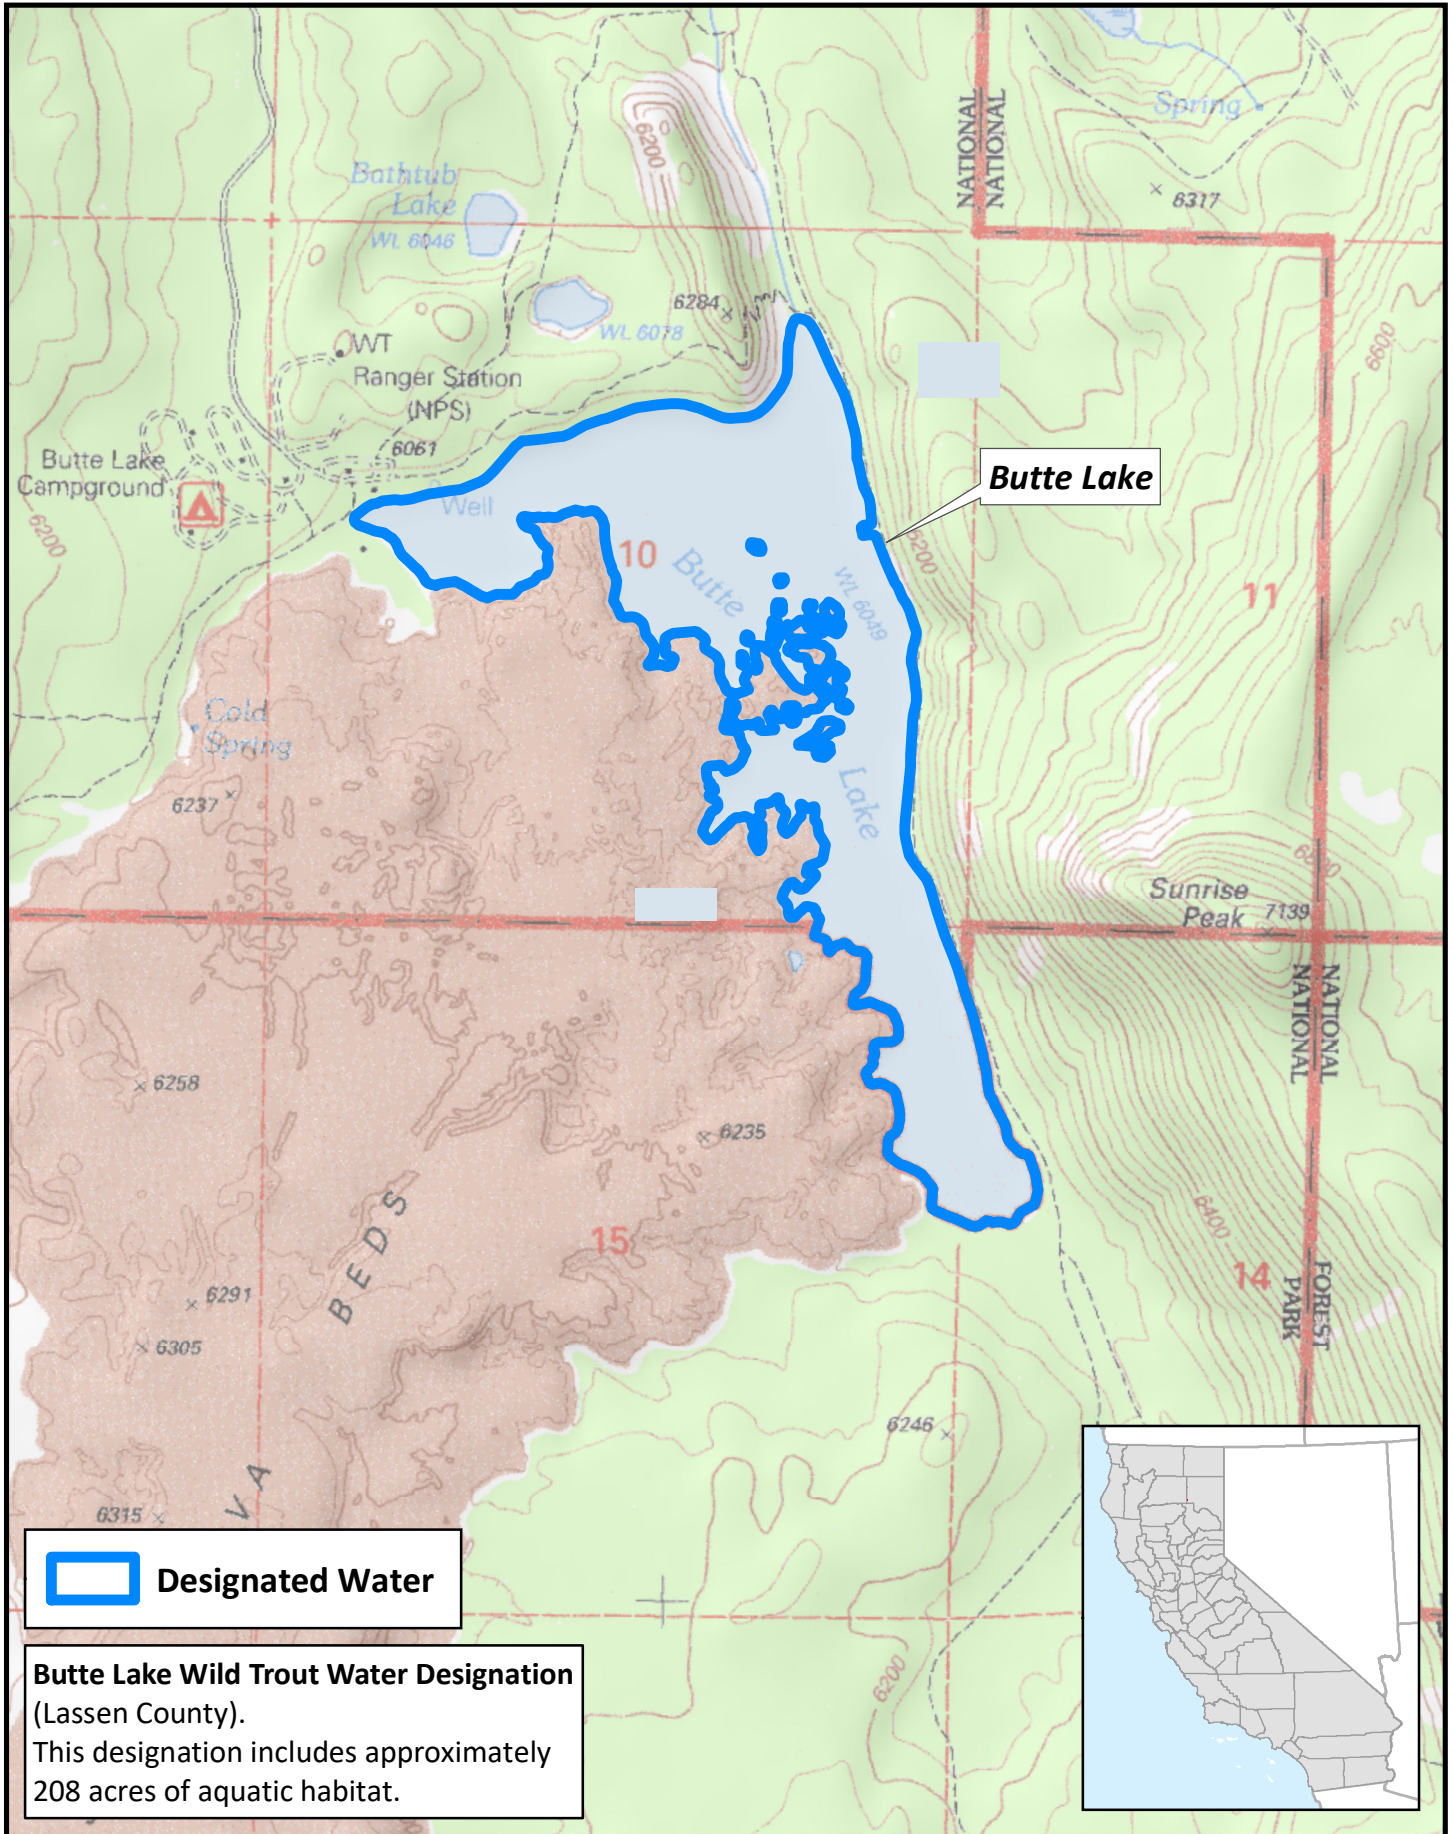 NATIONAL
NATIONAL
Spring
6317
6200
Bathtub
Lake
WL 6046
6284
WL 6078
WT
Ranger Station
(NPS)
6600
6061
Butte Lake
Campground
Well
Butte Lake
6200
6200
10
Butte
WL 6049
11
Cold
Spring
6237
Lake
Sunrise
Peak
7139
NATIONAL
NATIONAL
6258
6235
BEDS
6400
15
14
6291
FOREST
PARK
6305
6246
VA
6315
6200
Designated Water
Butte Lake Wild Trout Water Designation
(Lassen County).
This designation includes approximately
208 acres of aquatic habitat.